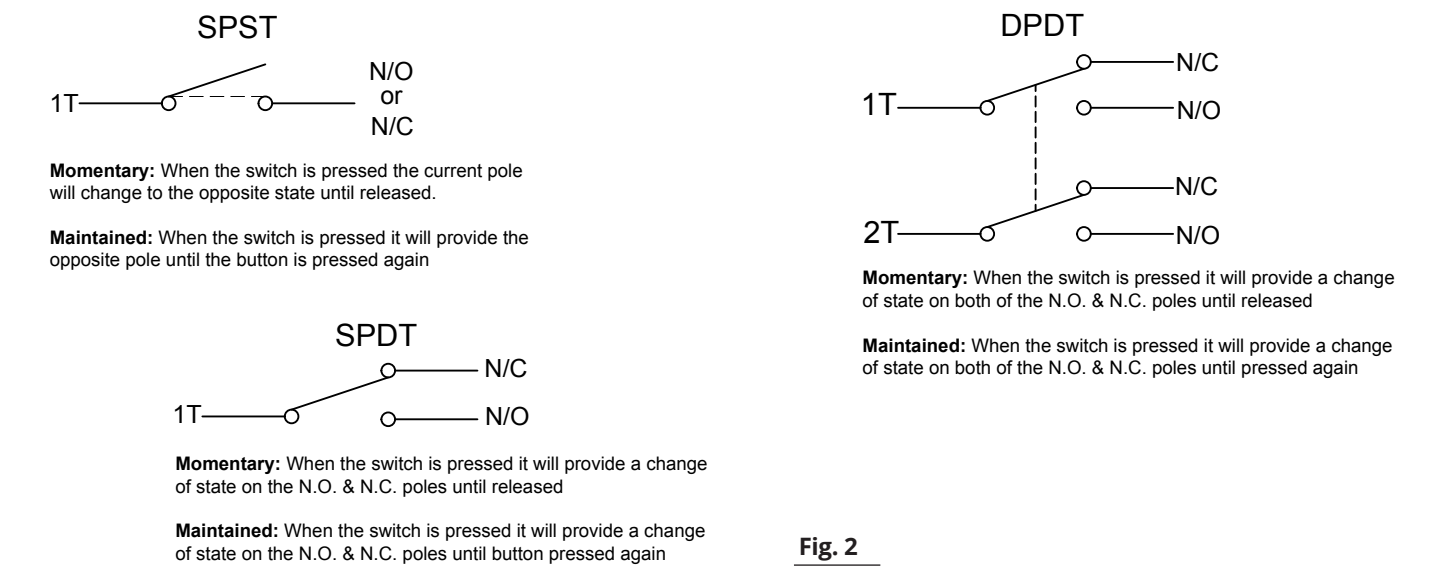 SPST
1T
N/O
or
N/C
Momentary: When the switch is pressed the current pole
will change to the opposite state until released.
Maintained: When the switch is pressed it will provide the
opposite pole until the button is pressed again
SPDT
N/C
1T
N/O
Momentary: When the switch is pressed it will provide a change
of state on the N.O. & N.C. poles until released
Maintained: When the switch is pressed it will provide a change
of state on the N.O. & N.C. poles until button pressed again
DPDT
N/C
1T
N/O
N/C
2T
N/O
Momentary: When the switch is pressed it will provide a change
of state on both of the N.O. & N.C. poles until released
Maintained: When the switch is pressed it will provide a change
of state on both of the N.O. & N.C. poles until pressed again
Fig. 2